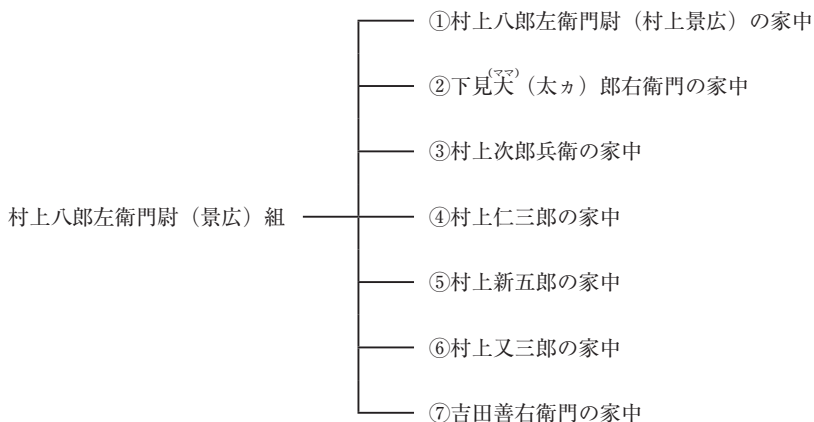 ①村上八郎左衛門尉（村上景広）の家中
(ママ)
②下見大（太ヵ）郎右衛門の家中
③村上次郎兵衛の家中
村上八郎左衛門尉（景広）組
④村上仁三郎の家中
⑤村上新五郎の家中
⑥村上又三郎の家中
⑦吉田善右衛門の家中